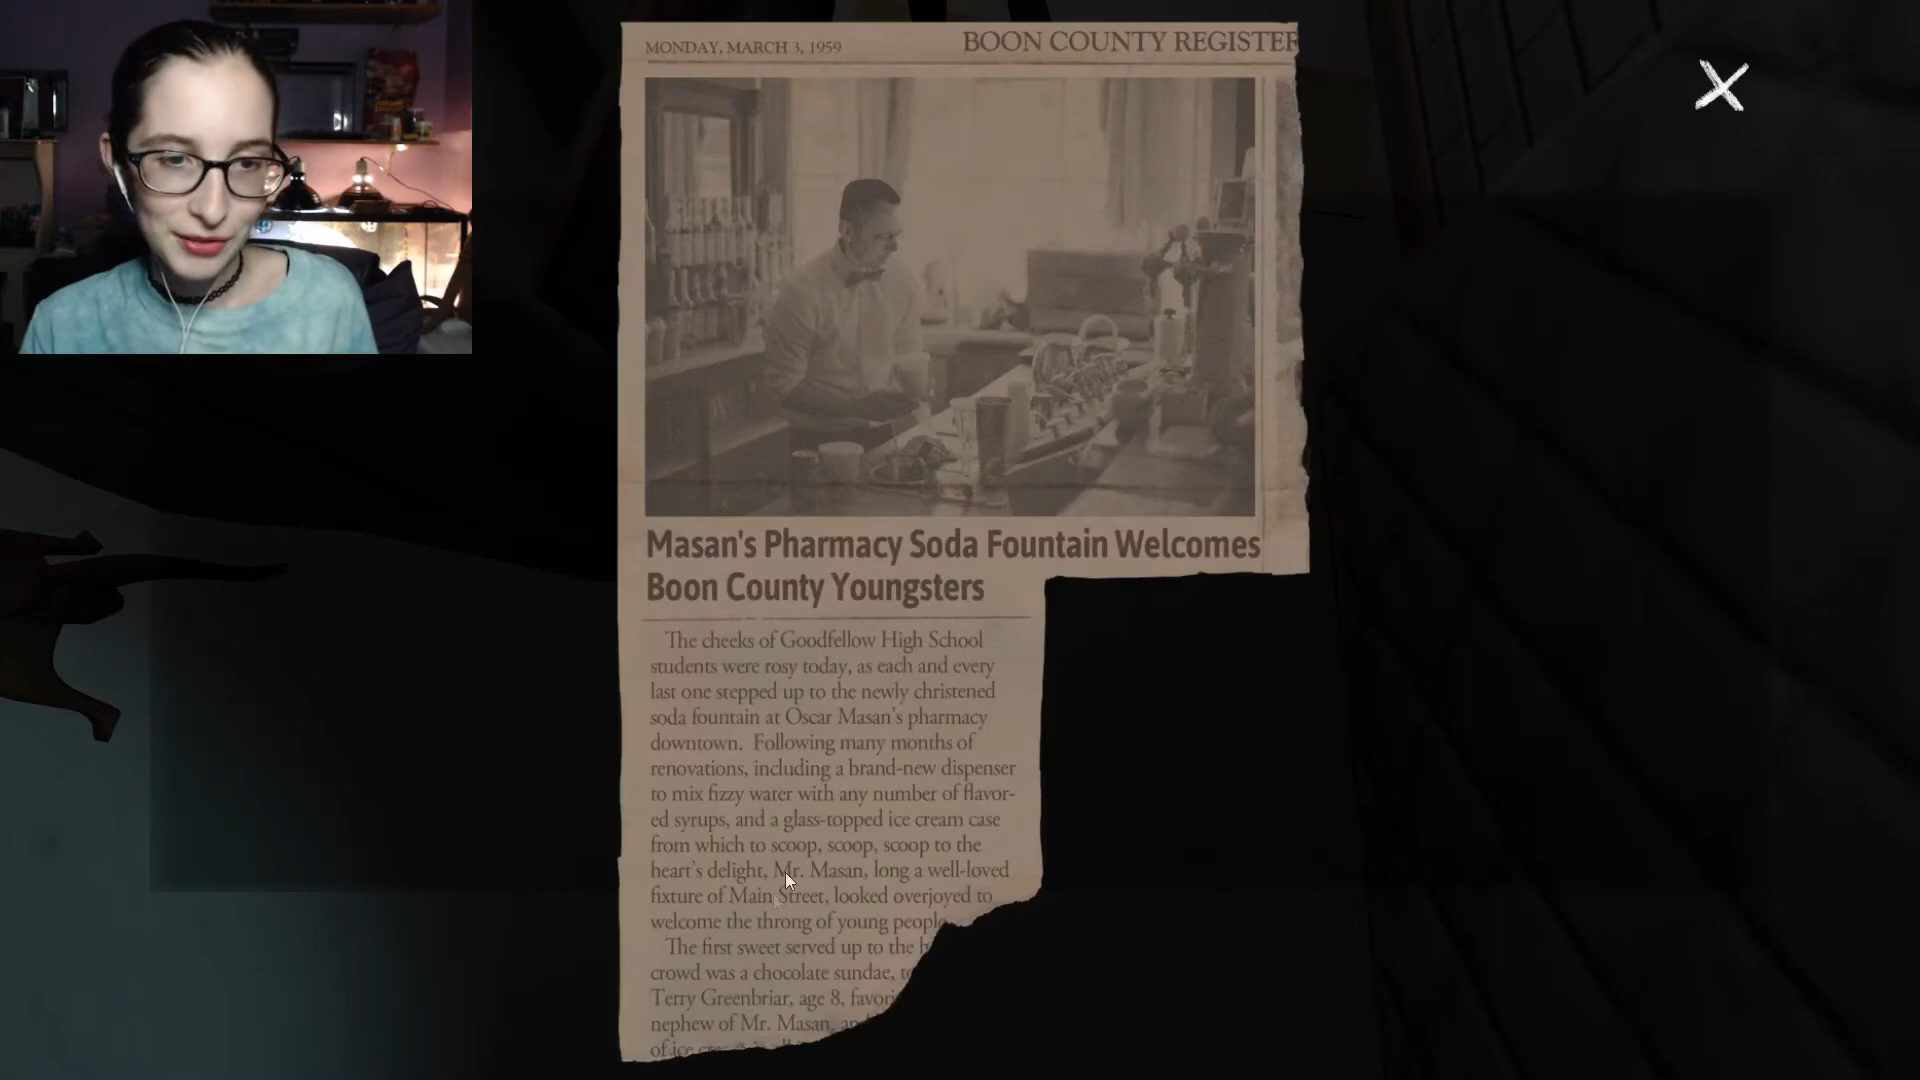 MONDAY, MARCH 3, 1959
BOON COUNTY REGISTER
Masan's Pharmacy Soda Fountain Welcomes
Boon County Youngsters
The cheeks of Goodfellow High School
students were rosy today, as each and every
last one stepped up to the newly christened
soda fountain at Oscar Masan's pharmacy
downtown. Following many months of
renovations, including a brand-new dispenser
to mix fizzy water with any number of flavor-
ed syrups, and a glass-topped ice cream case
from which to scoop, scoop, scoop to the
heart's delight, Mr. Masan, long a well-loved
fixture of Main Street, looked overjoyed to
welcome the throng of young people
The first sweet served up to the
crowd was a chocolate sundae,
Terry Greenbriar, age 8,
nephew of Mr. Masan,
of ice